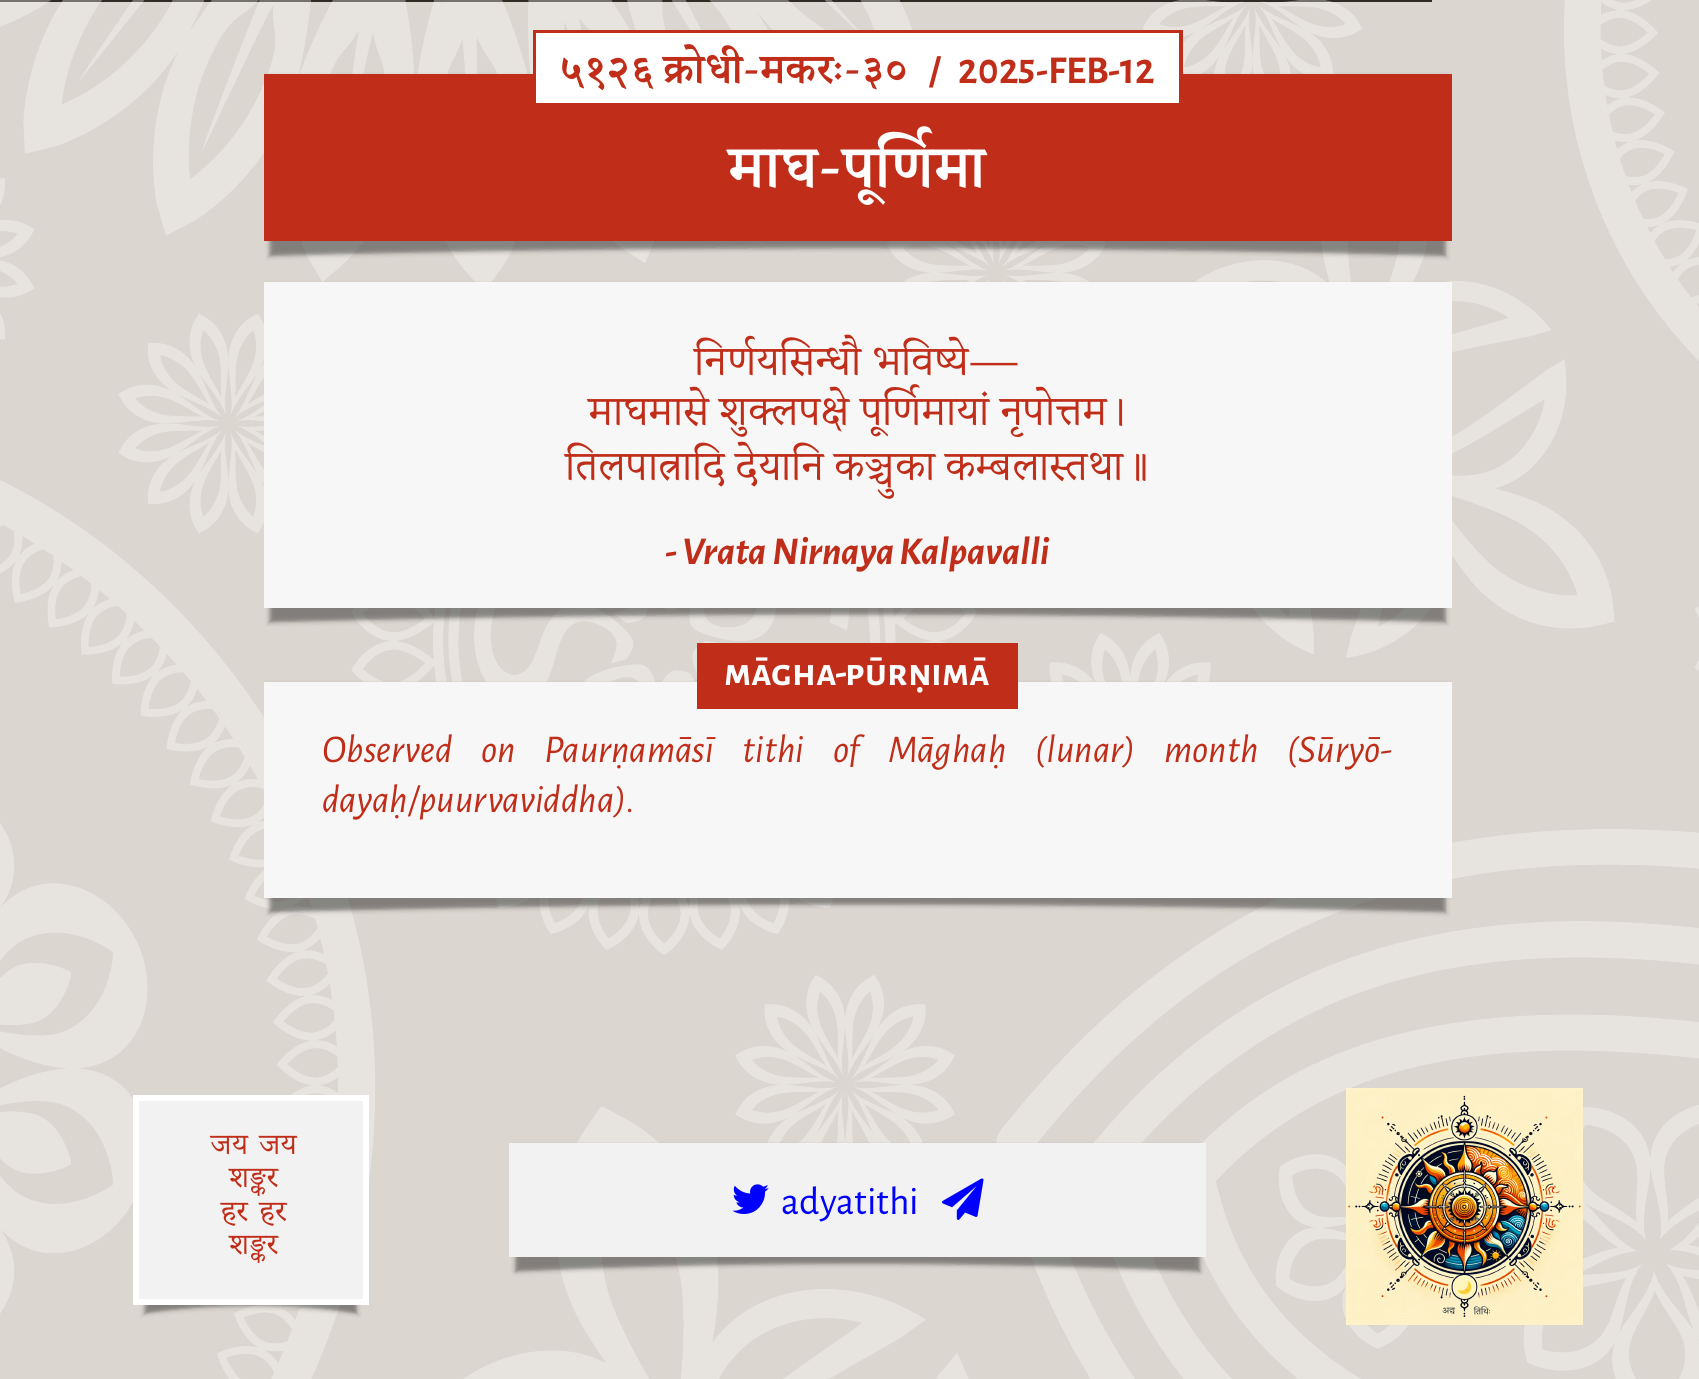 ५१२६ क्रोधी-मकरः-३० / 2025-FEB-12
माघ-पूर्णिमा
निर्णयसिन्धौ भविष्ये—
माघमासे शुक्लपक्षे पूर्णिमायां नृपोत्तम।
तिलपात्रादि देयानि कञ्चुका कम्बलास्तथा॥
- Vrata Nirnaya Kalpavalli
MĀGHA-PŪRṆIMĀ
Observed on Paurṇamāsī tithi of Māghaḥ (lunar) month (Sūryō-
dayaḥ/puurvaviddha).
जय जय
शङ्कर
हर हर
शङ्कर
adyatithi
अद्य तिथिः